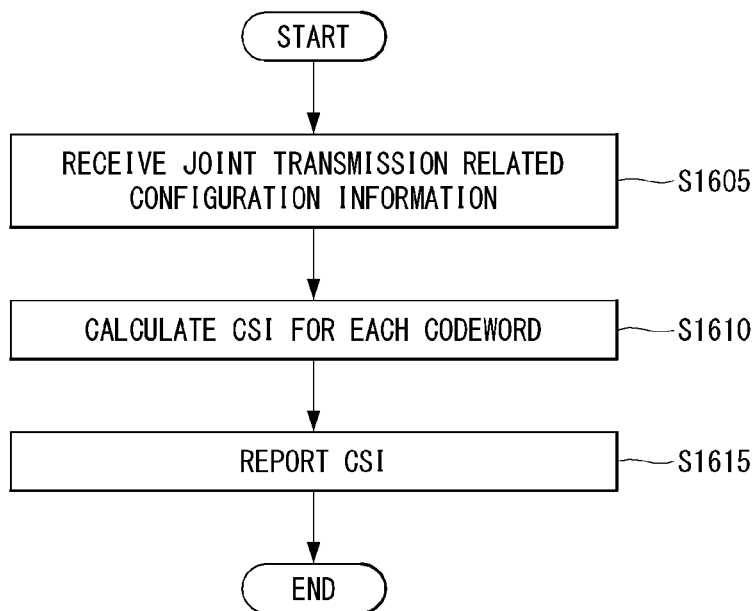 START
RECEIVE JOINT TRANSMISSION RELATED
CONFIGURATION INFORMATION
S1605
CALCULATE CSI FOR EACH CODEWORD
S1610
REPORT CSI
S1615
END